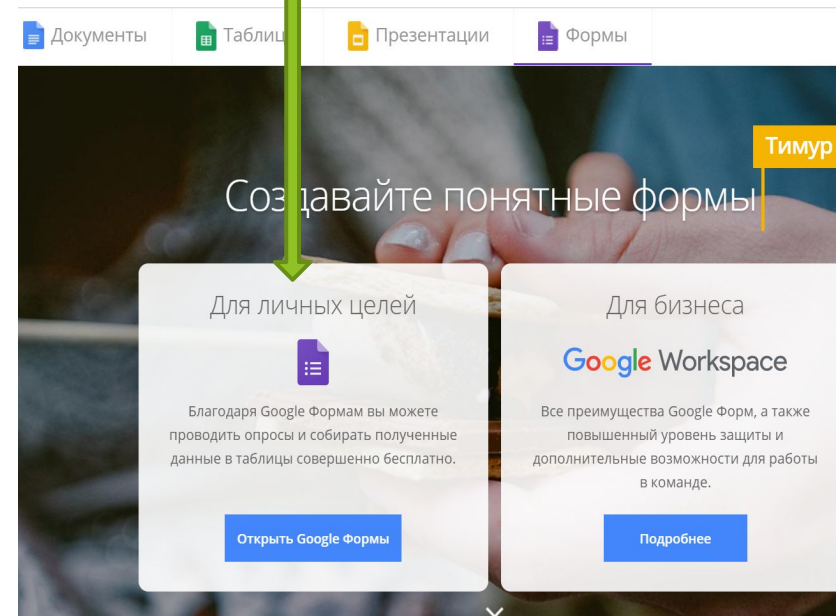 Документы
Таблиц
Презентации
Формы
Тимур
Создавайте понятные формы
Для личных целей
Благодаря Google Формам вы можете
проводить опросы и собирать полученные
данные в таблицы совершенно бесплатно.
Открыть Google Формы
Для бизнеса
Google Workspace
Все преимущества Google Форм, а также
повышенный уровень защиты и
дополнительные возможности для работы
в команде.
Подробнее